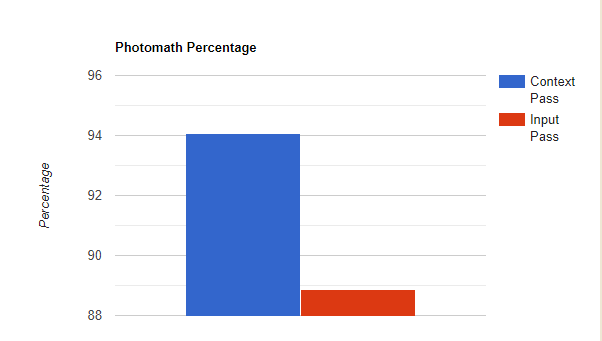 Photomath Percentage
96
94
92
90
88
Percentage
Context
Pass
Input
Pass